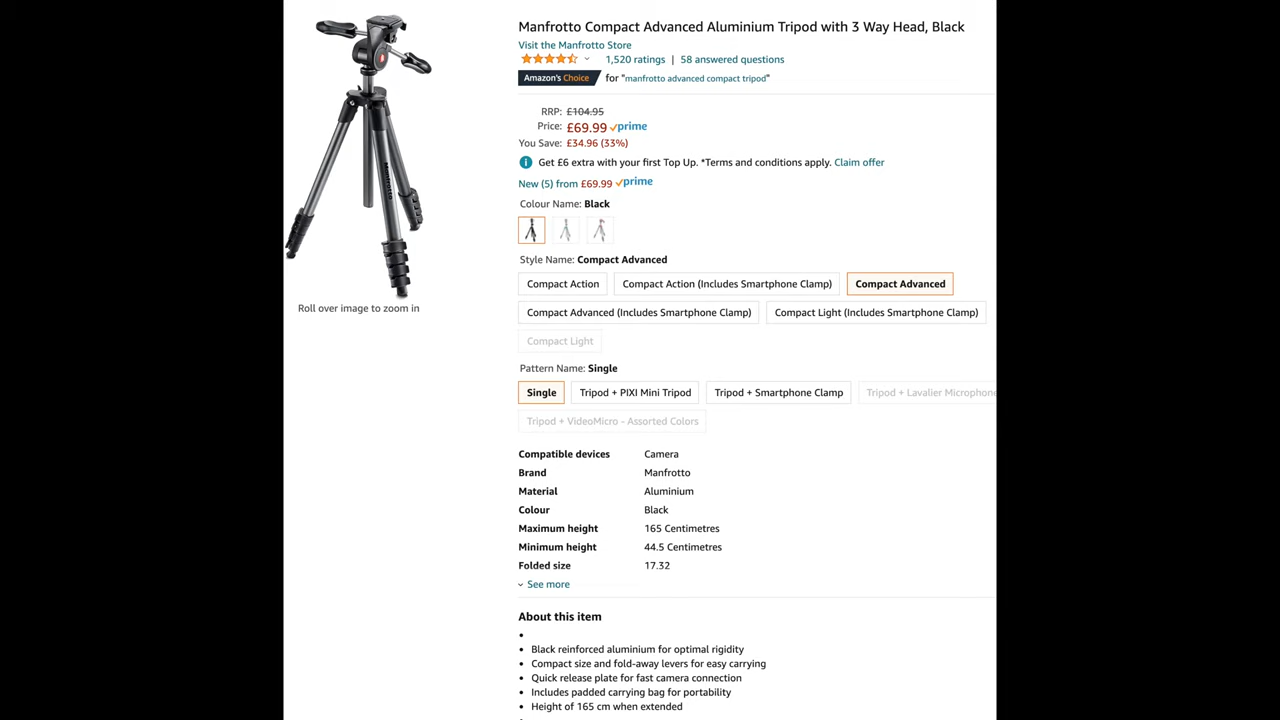 Manfrotto Compact Advanced Aluminium Tripod with 3 Way Head, Black
Visit the Manfrotto Store
1,520 ratings | 58 answered questions
Amazon's Choice for "manfrotto advanced compact tripod"
RRP: £104.95
Price: £69.99 prime
You Save: £34.96 (33%)
i Get £6 extra with your first Top Up. *Terms and conditions apply. Claim offer
New (5) from £69.99 prime
Colour Name: Black
Style Name: Compact Advanced
Compact Action Compact Action (Includes Smartphone Clamp) Compact Advanced
Compact Advanced (Includes Smartphone Clamp) Compact Light (Includes Smartphone Clamp)
Compact Light
Pattern Name: Single
Single Tripod + PIXI Mini Tripod Tripod + Smartphone Clamp Tripod + Lavalier Microphone
Tripod + VideoMicro - Assorted Colors
Compatible devices Camera
Brand Manfrotto
Material Aluminium
Colour Black
Maximum height 165 Centimetres
Minimum height 44.5 Centimetres
Folded size 17.32
See more
About this item
• Black reinforced aluminium for optimal rigidity
• Compact size and fold-away levers for easy carrying
• Quick release plate for fast camera connection
• Includes padded carrying bag for portability
• Height of 165 cm when extended
Manfrotto
Roll over image to zoom in